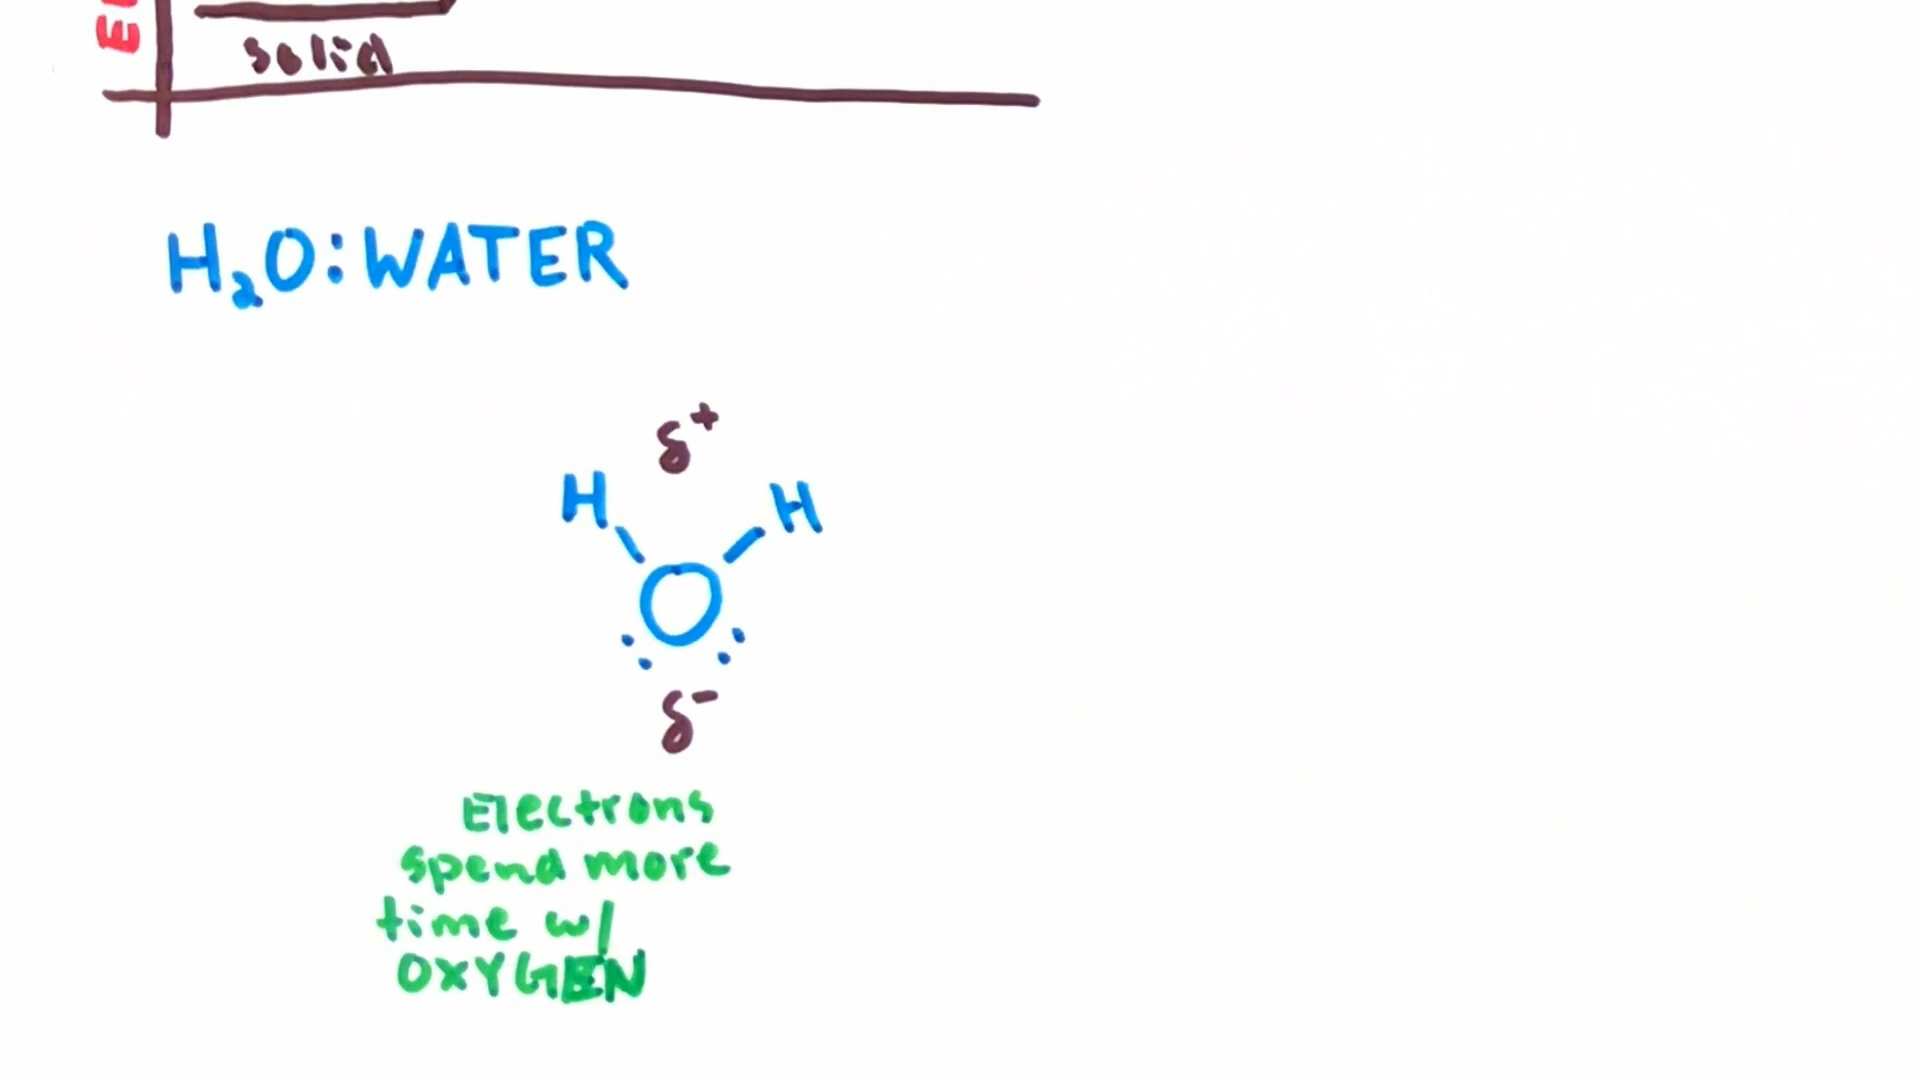 solid
H₂O: WATER
δ⁺
H H
O
δ⁻
Electrons
spend more
time w/
OXYGEN